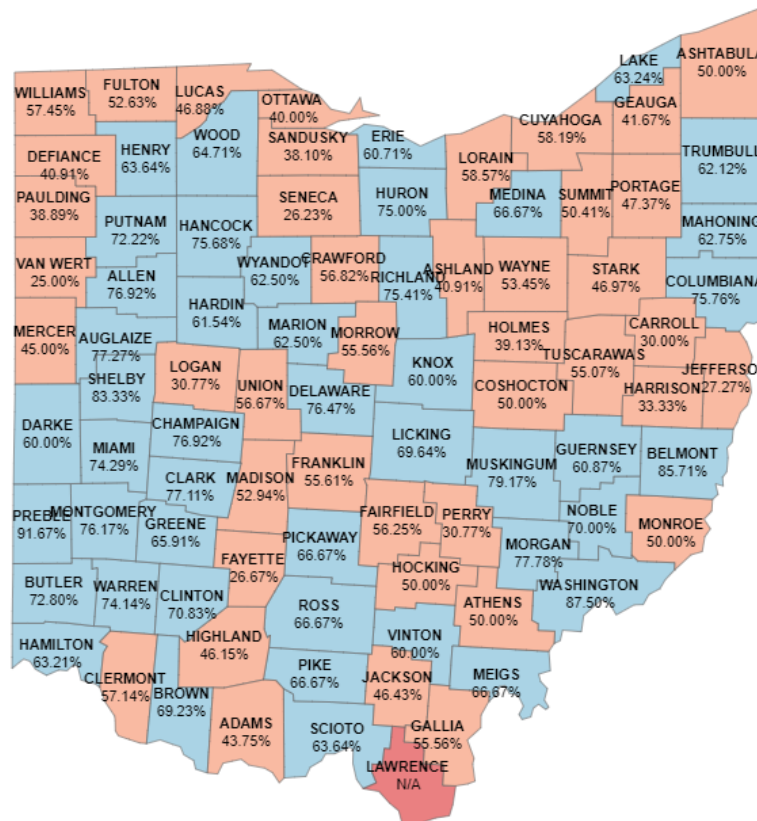 LAKE
63.24%
ASHTABULA
50.00%
WILLIAMS
57.45%
FULTON
52.63%
LUCAS
46.88%
OTTAWA
40.00%
GEAUGA
41.67%
CUYAHOGA
58.19%
WOOD
64.71%
SANDUSKY
38.10%
ERIE
60.71%
HENRY
63.64%
DEFIANCE
40.91%
LORAIN
58.57%
TRUMBULL
62.12%
PAULDING
38.89%
SENECA
26.23%
HURON
75.00%
MEDINA
66.67%
SUMMIT
50.41%
PORTAGE
47.37%
PUTNAM
72.22%
HANCOCK
75.68%
MAHONING
62.75%
VAN WERT
25.00%
ALLEN
76.92%
WYANDOT
62.50%
CRAWFORD
56.82%
RICHLAND
75.41%
ASHLAND
40.91%
WAYNE
53.45%
STARK
46.97%
COLUMBIANA
75.76%
HARDIN
61.54%
MERCER
45.00%
AUGLAIZE
77.27%
MARION
62.50%
MORROW
55.56%
HOLMES
39.13%
CARROLL
30.00%
TUSCARAWAS
55.07%
KNOX
60.00%
JEFFERSO
27.27%
LOGAN
30.77%
SHELBY
83.33%
UNION
56.67%
DELAWARE
76.47%
COSHOCTON
50.00%
HARRISON
33.33%
DARKE
60.00%
CHAMPAIGN
76.92%
LICKING
69.64%
MIAMI
74.29%
GUERNSEY
60.87%
BELMONT
85.71%
CLARK
77.11%
MADISON
52.94%
FRANKLIN
55.61%
MUSKINGUM
79.17%
PREBLE
91.67%
MONTGOMERY
76.17%
GREENE
65.91%
FAIRFIELD
56.25%
PERRY
30.77%
NOBLE
70.00%
MONROE
50.00%
PICKAWAY
66.67%
MORGAN
77.78%
FAYETTE
26.67%
HOCKING
50.00%
WASHINGTON
87.50%
BUTLER
72.80%
WARREN
74.14%
CLINTON
70.83%
ROSS
66.67%
ATHENS
50.00%
HAMILTON
63.21%
HIGHLAND
46.15%
VINTON
60.00%
CLERMONT
57.14%
BROWN
69.23%
PIKE
66.67%
JACKSON
46.43%
MEIGS
66.67%
ADAMS
43.75%
SCIOTO
63.64%
GALLIA
55.56%
LAWRENCE
N/A